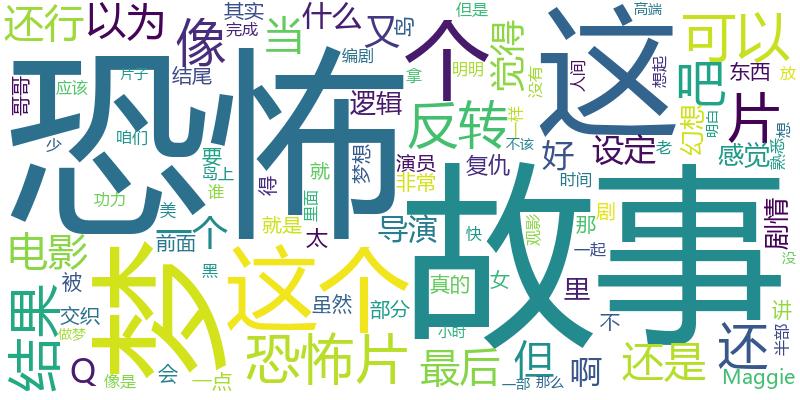 还行
以为
像
当
什么
又
吧
但是
个
这
高端
可以
其实
完成
编剧
哥哥
片子
结尾
恐怖
逻辑
拿
明明
觉得
没有
人间
想起
吧
东西
放
应该
咱们
反转
一样
片
幻想
明白
想
少
要
岛上
谁
梦想
演员
非常
复仇
好
不该
设定
老
感觉
熟悉
功力
美
得
就
里面
故事
时间
电影
一个
前面
就是
太
导演
那
剧
剧情
结果
梦
这个
黑
快
观影
一起
没
被
交织
虽然
部分
真的
女
里
不
讲
半部
做梦
Q
会
小时
恐怖片
最后
但
啊
还是
还
像是
一点
一部
那么
Maggie